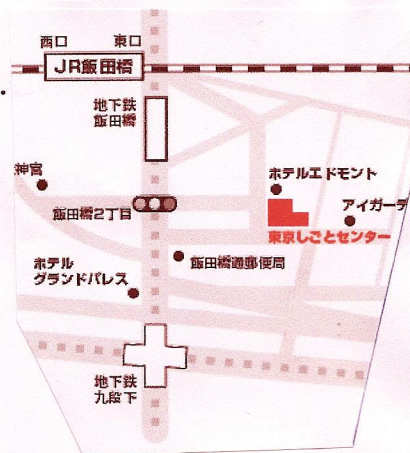 西口 東口
JR飯田橋
地下鉄
飯田橋
神宮
ホテルエドモント
アイガーデ
飯田橋2丁目
東京しごとセンター
ホテル
グランドパレス
飯田橋通郵便局
地下鉄
九段下